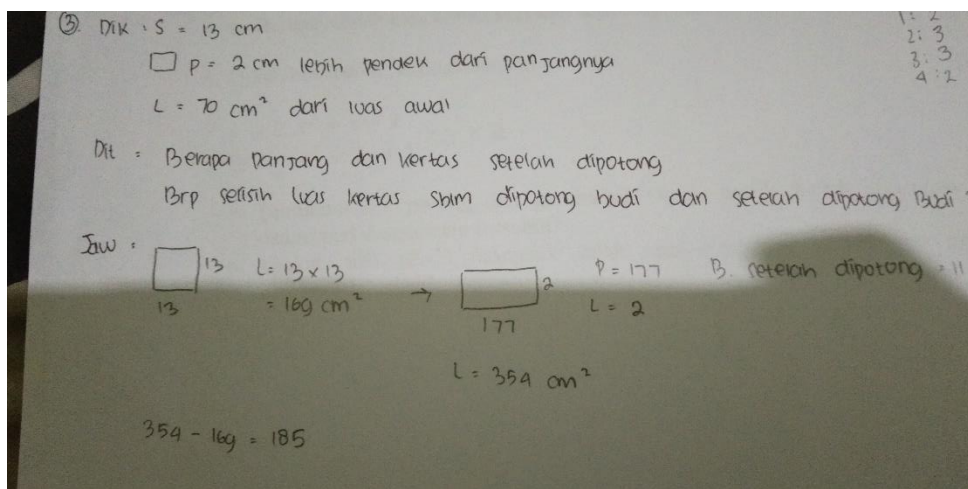 ③. Dik : S = 13 cm
□ p = 2 cm lebih pendek dari panjangnya
L = 70 cm² dari luas awal
1 : 2
2 : 3
3 : 3
4 : 2
Dit = Berapa panjang dan kertas setelah dipotong
Brp selisih luas kertas sblm dipotong budi dan setelah dipotong Budi
Jaw :
13
13
L = 13 x 13
= 169 cm²
→
2
177
P = 177
L = 2
B. setelah dipotong = 11
L = 354 cm²
354 - 169 = 185